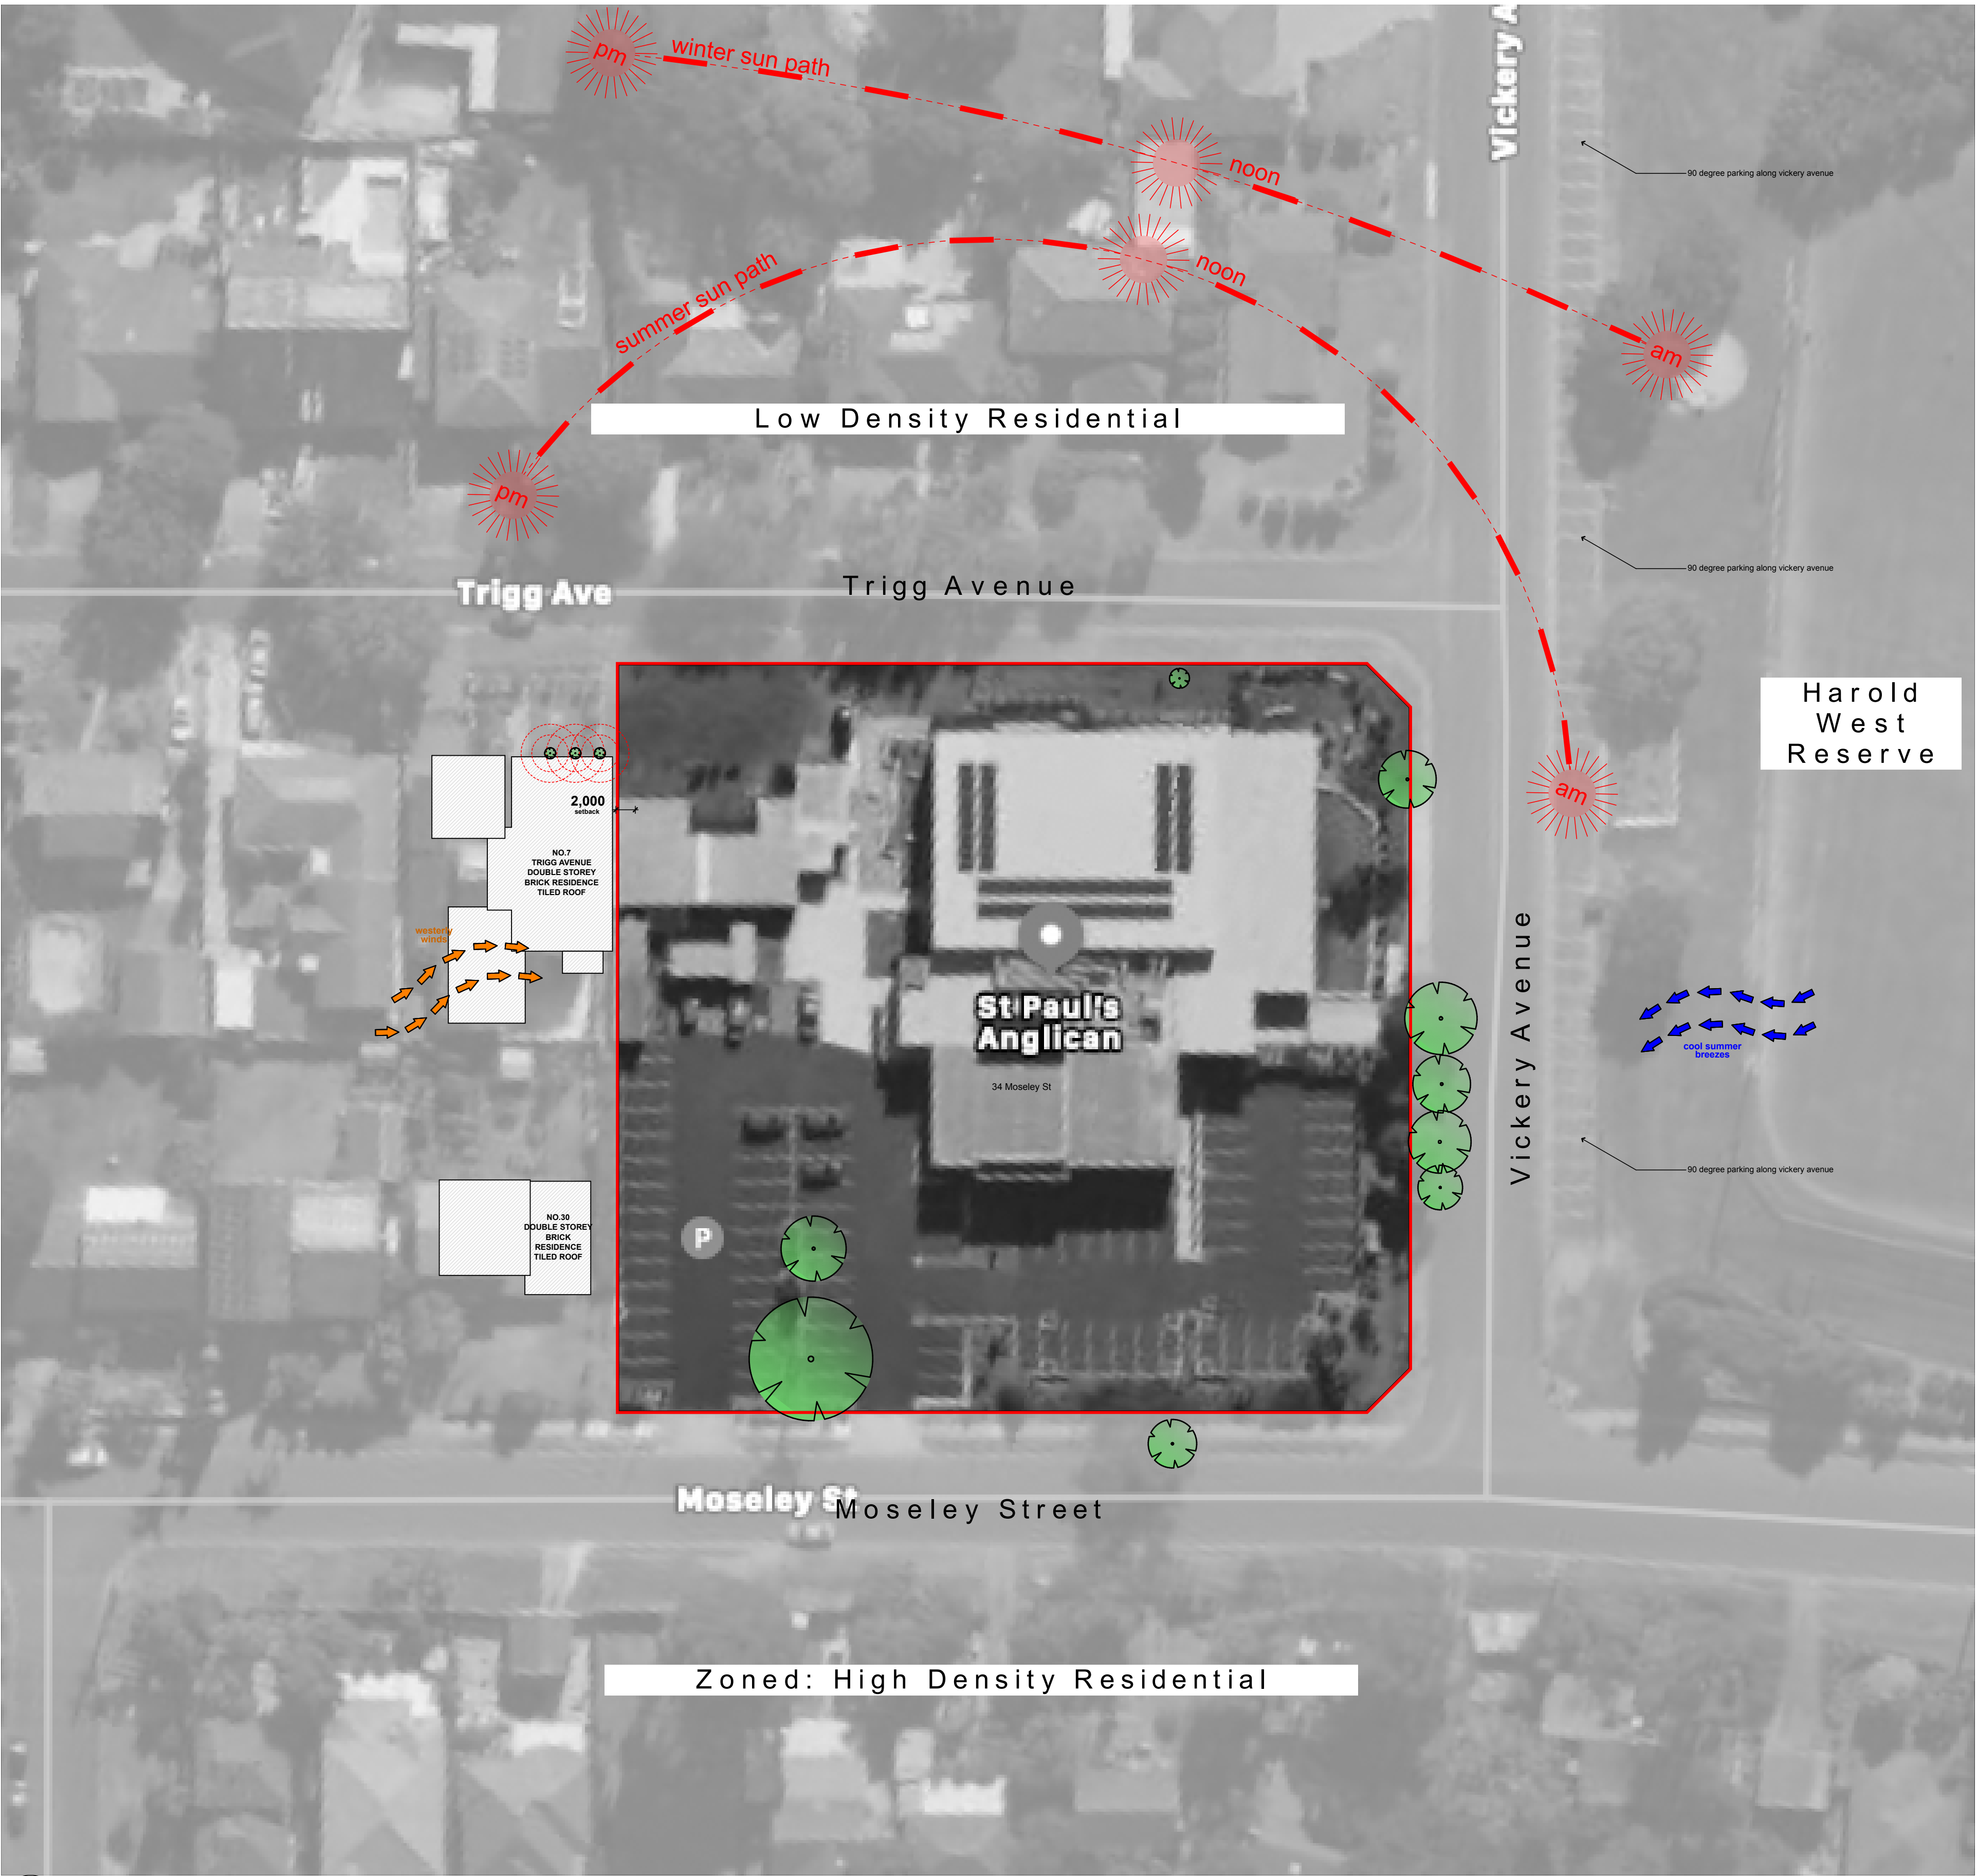 Vickery A
pm
winter sun path
noon
90 degree parking along vickery avenue
summer sun path
noon
am
Low Density Residential
pm
90 degree parking along vickery avenue
Trigg Ave
Trigg Avenue
Harold
West
Reserve
am
2,000
setback
NO.7
TRIGG AVENUE
DOUBLE STOREY
BRICK RESIDENCE
TILED ROOF
westerly
winds
St Paul's
Anglican
34 Moseley St
Vickery Avenue
cool summer
breezes
90 degree parking along vickery avenue
NO.30
DOUBLE STOREY
BRICK
RESIDENCE
TILED ROOF
P
Moseley St
Moseley Street
Zoned: High Density Residential